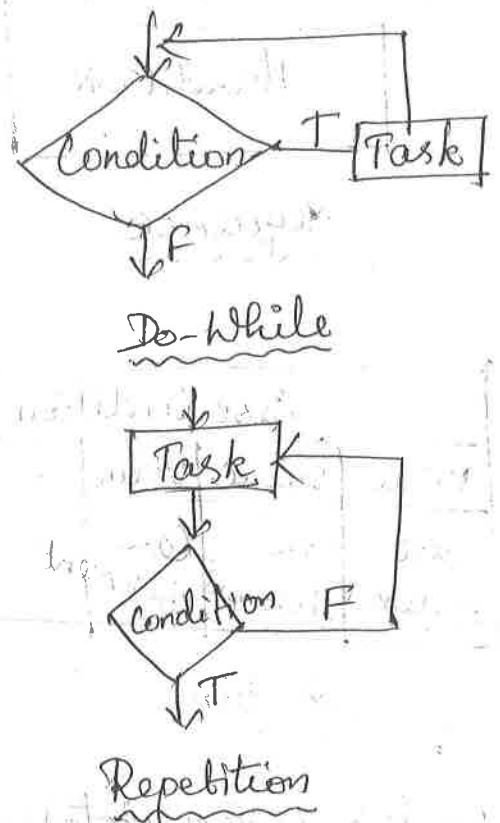 Condition
T
Task
F
Do-While
Task
Condition
F
T
Repetition